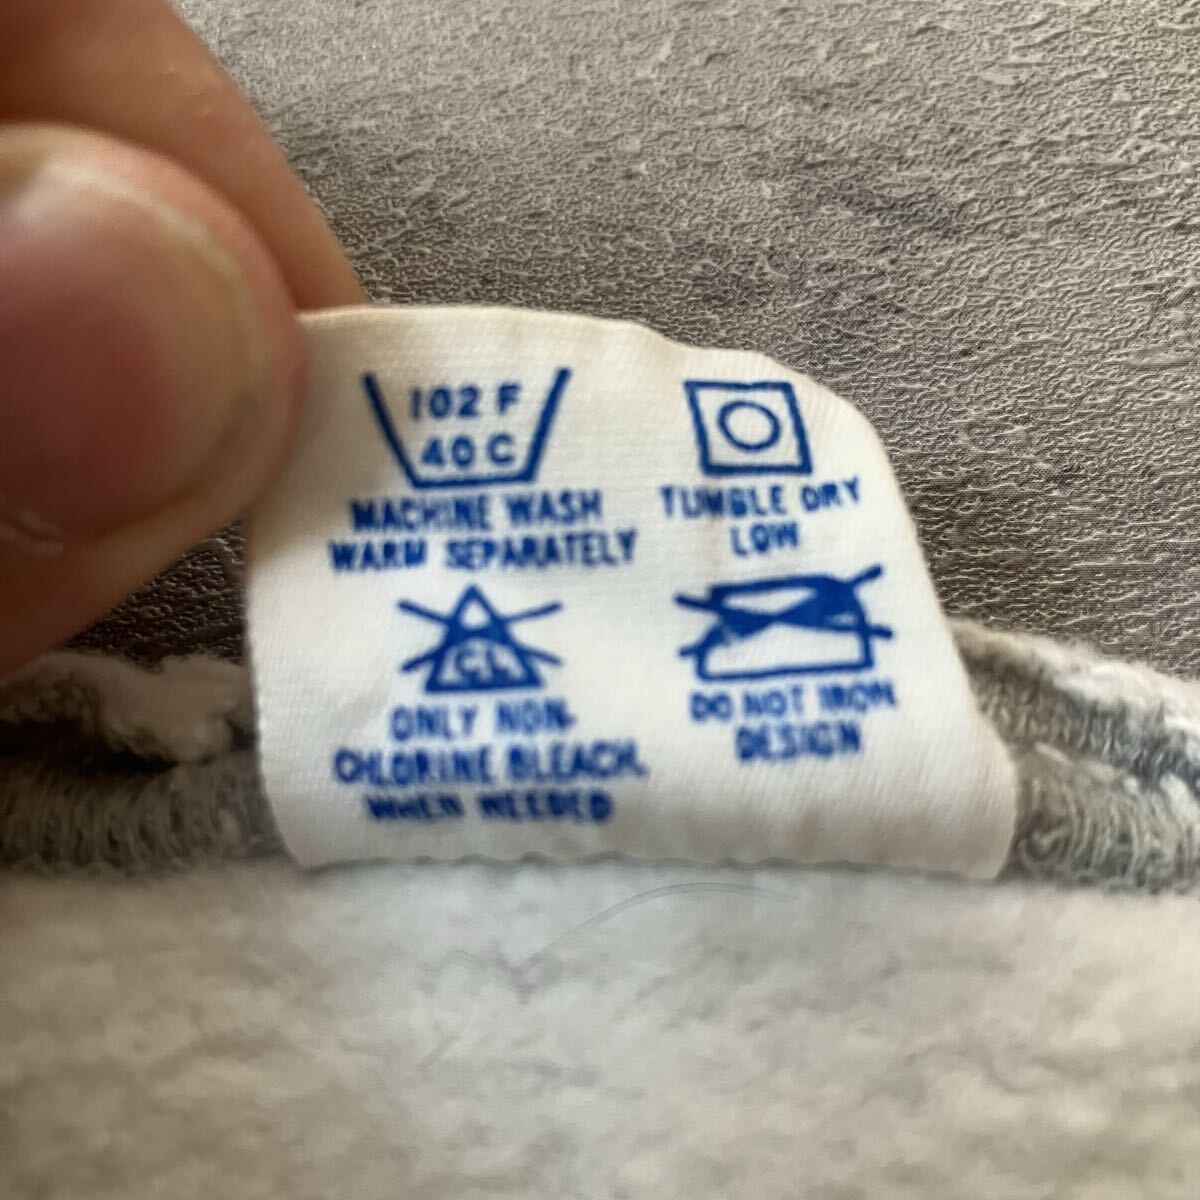 102 F
40 C
MACHINE WASH
WARM SEPARATELY
TUMBLE DRY
LOW
CL
ONLY NON-
CHLORINE BLEACH,
WHEN NEEDED
DO NOT IRON
DESIGN